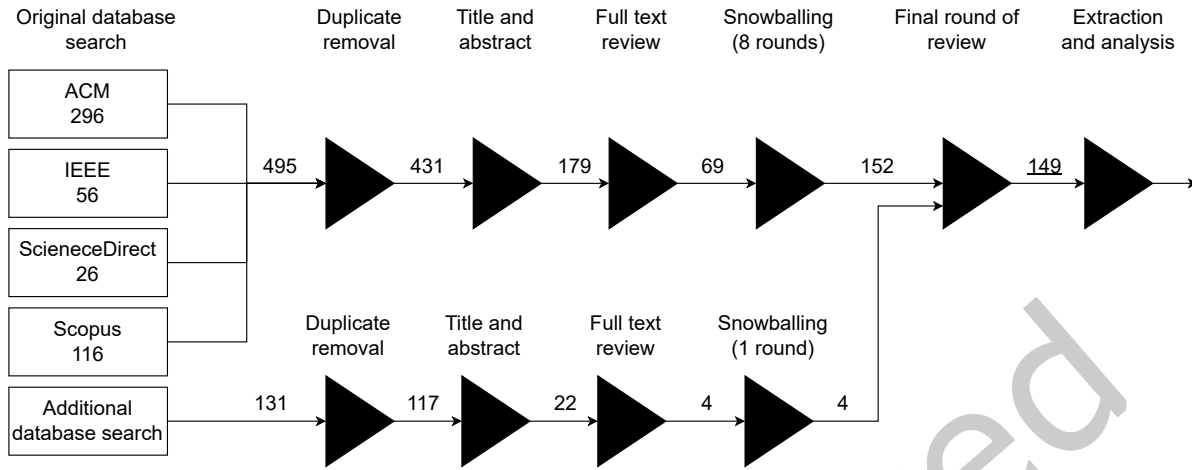 Original database
search
Duplicate
removal
Title and
abstract
Full text
review
Snowballing
(8 rounds)
Final round of
review
Extraction
and analysis
ACM
296
IEEE
56
ScieneceDirect
26
Scopus
116
Additional
database search
495
431
179
69
152
149
Duplicate
removal
Title and
abstract
Full text
review
Snowballing
(1 round)
131
117
22
4
4
ed